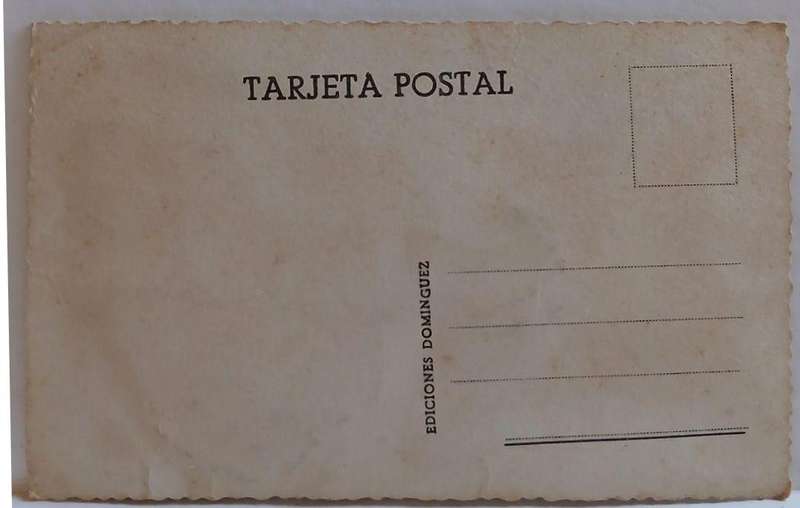 TARJETA POSTAL
EDICIONES DOMINGUEZ